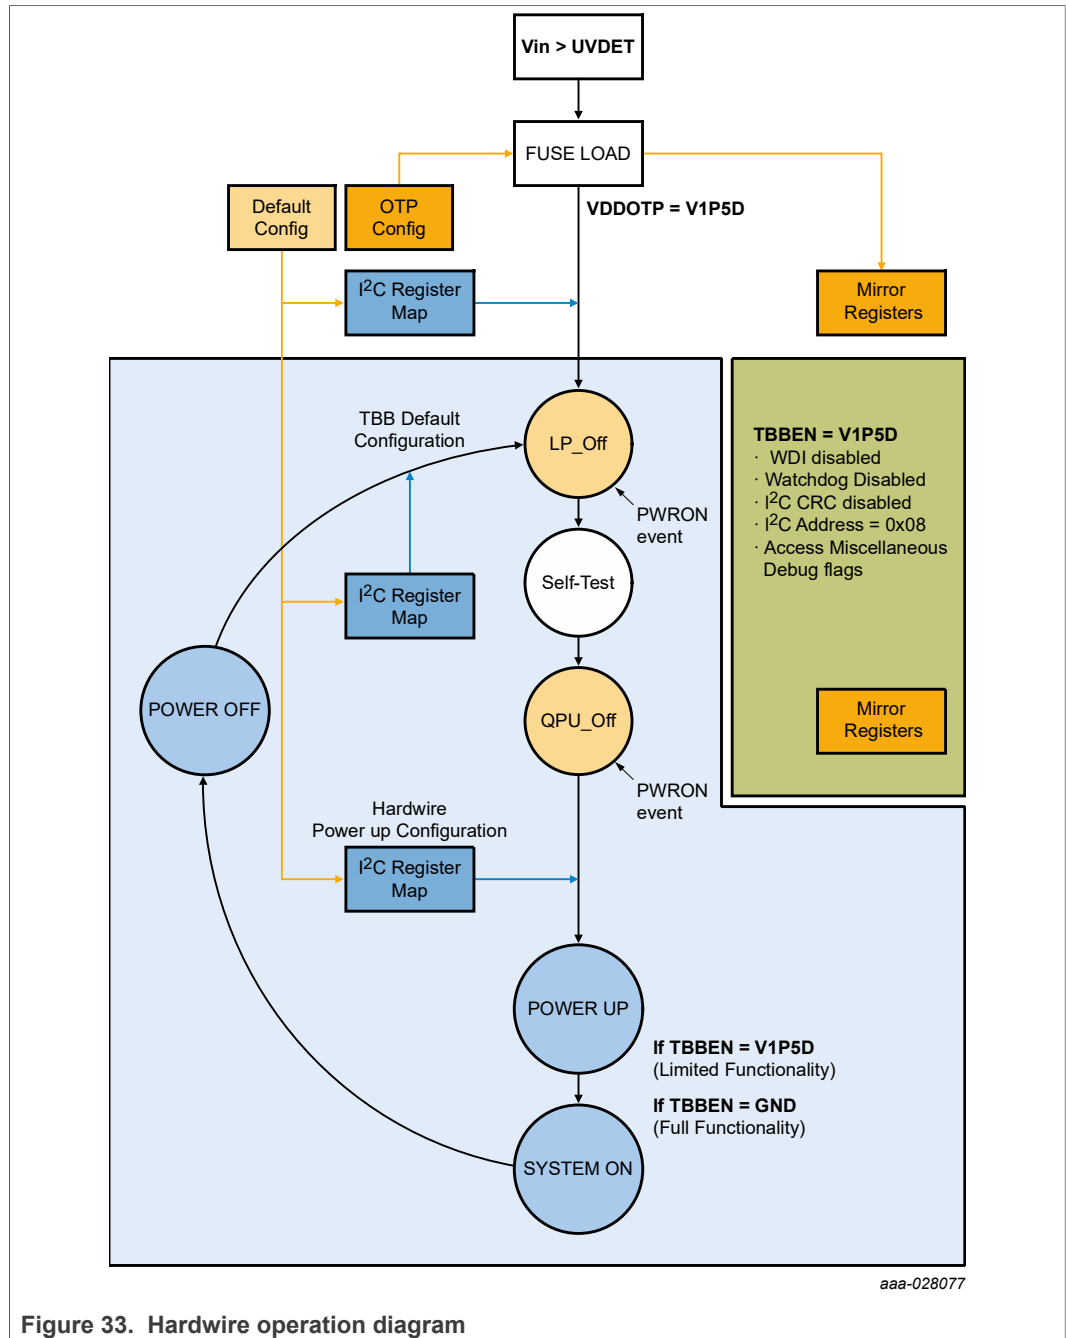 Vin > UVDET
FUSE LOAD
VDDOTP = V1P5D
Default
Config
OTP
Config
I²C Register
Map
Mirror
Registers
TBB Default
Configuration
LP_Off
PWRON
event
TBBEN = V1P5D
· WDI disabled
· Watchdog Disabled
· I²C CRC disabled
· I²C Address = 0x08
· Access Miscellaneous
Debug flags
Self-Test
I²C Register
Map
POWER OFF
QPU_Off
Mirror
Registers
PWRON
event
Hardwire
Power up Configuration
I²C Register
Map
POWER UP
If TBBEN = V1P5D
(Limited Functionality)
If TBBEN = GND
(Full Functionality)
SYSTEM ON
aaa-028077
Figure 33. Hardwire operation diagram